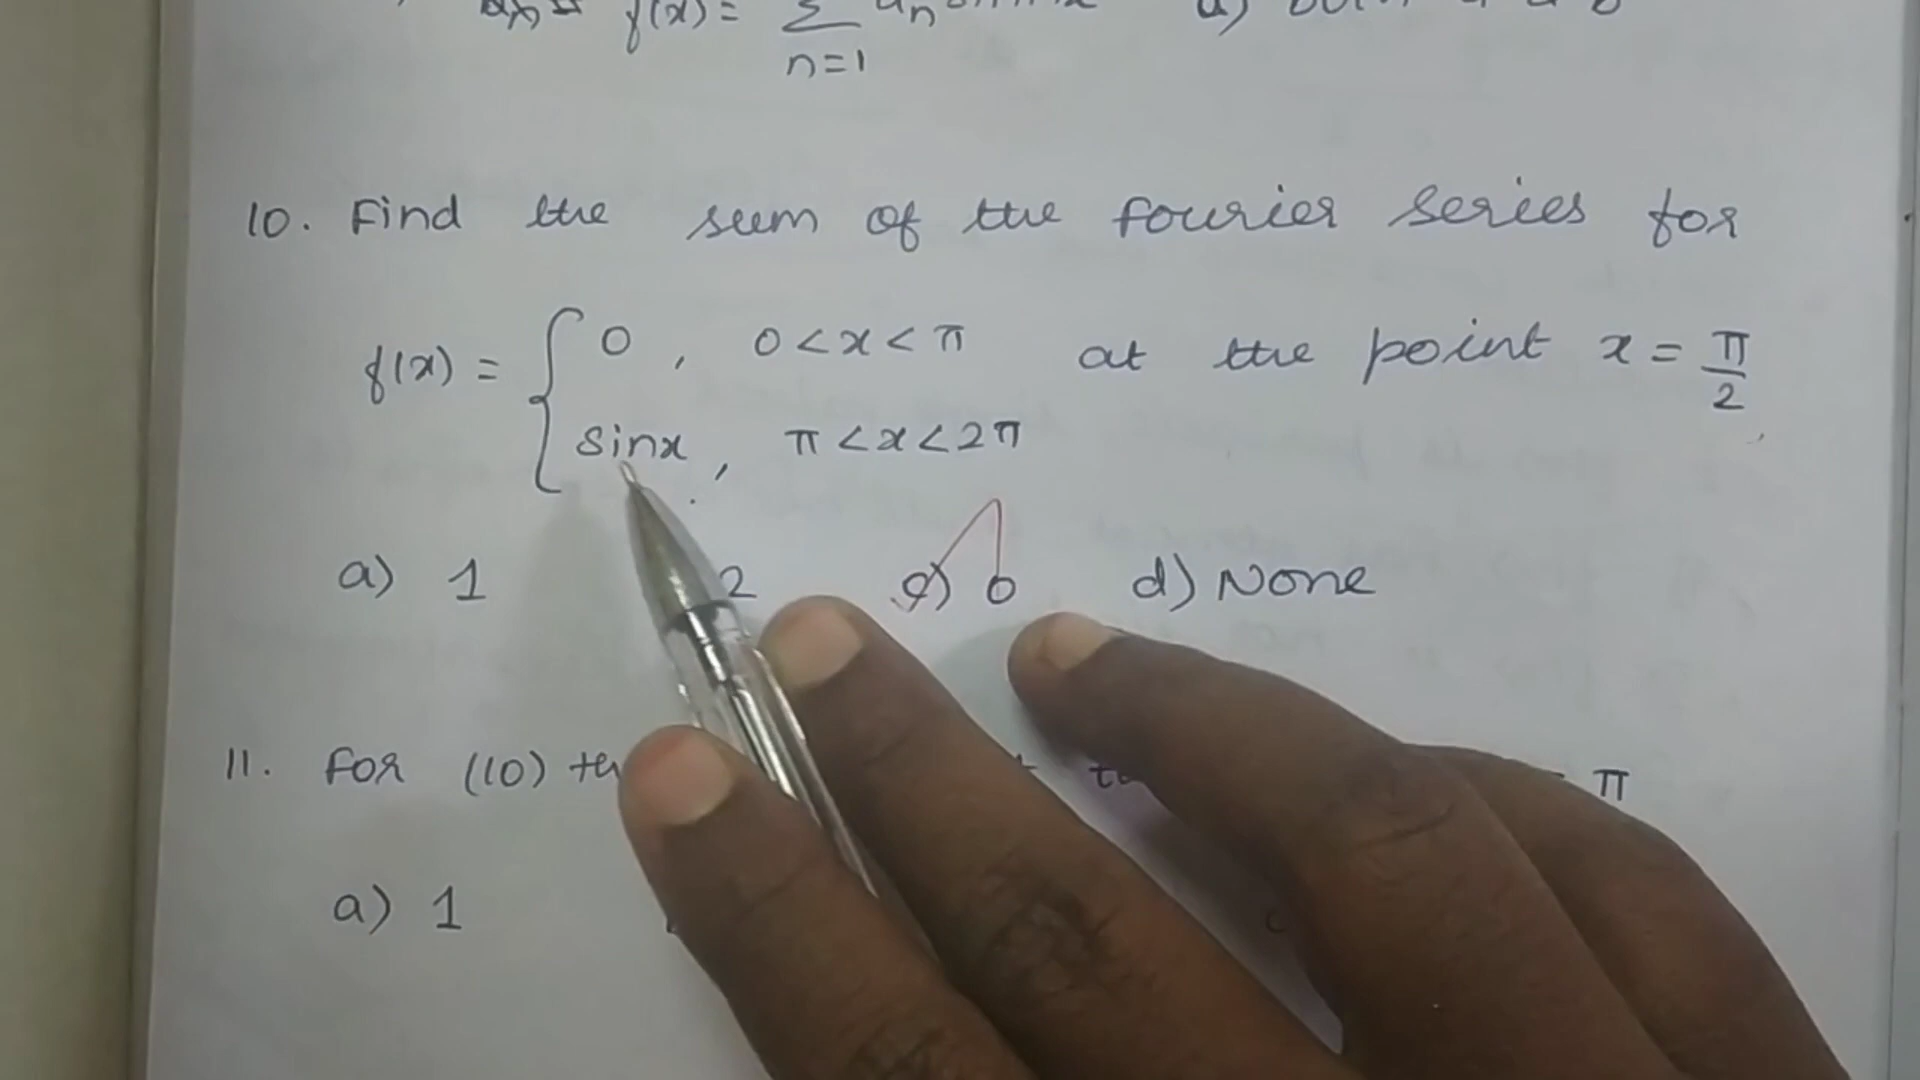 f(x) = Σ n=1
10. Find the sum of the fourier series for
f(x) = { 0 , 0 < x < π at the point x = π/2
sinx , π < x < 2π
a) 1 2 c) 0 d) None
11. For (10) π
a) 1